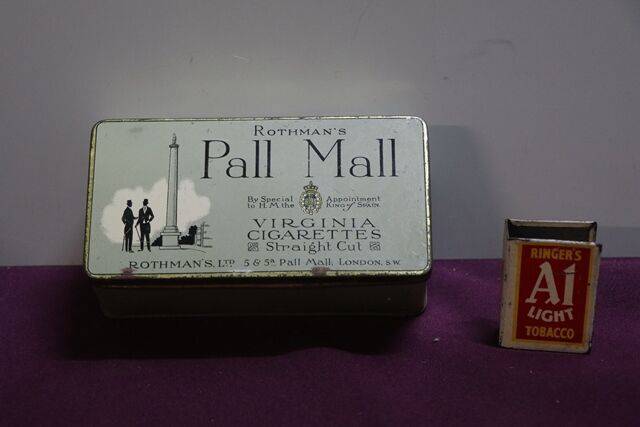 ROTHMAN'S
Pall Mall
By Special Appointment
to H.M. the King of Spain.
VIRGINIA
CIGARETTES
Straight Cut
ROTHMAN'S. LTD 5 & 5A Pall Mall, London. S.W.
RINGER'S
A1
LIGHT
TOBACCO